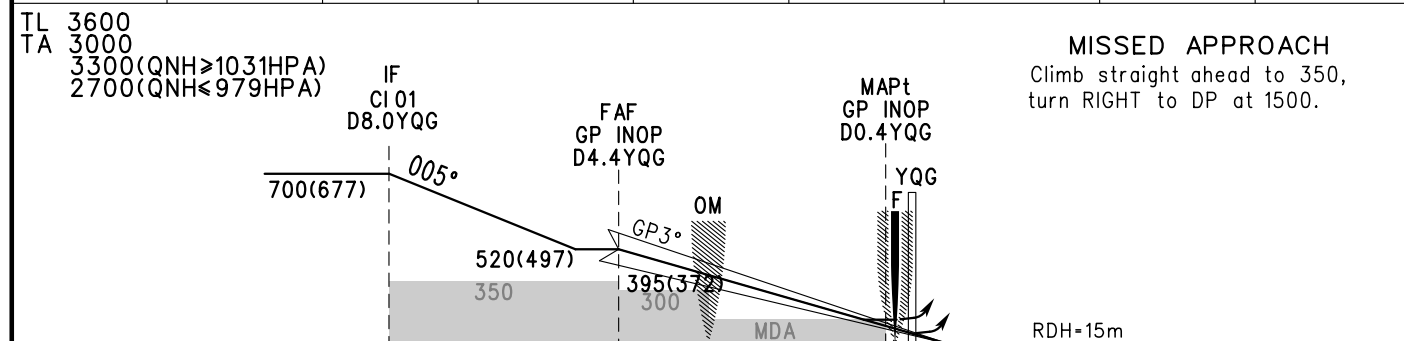 TL 3600
TA 3000
3300(QNH≥1031HPA)
2700(QNH≤979HPA)
MISSED APPROACH
Climb straight ahead to 350,
turn RIGHT to DP at 1500.
IF
CI01
D8.0YQG
FAF
GP INOP
D4.4YQG
MAPt
GP INOP
D0.4YQG
YQG
F
005°
700(677)
OM
GP3°
520(497)
395(372)
350
300
MDA
RDH=15m